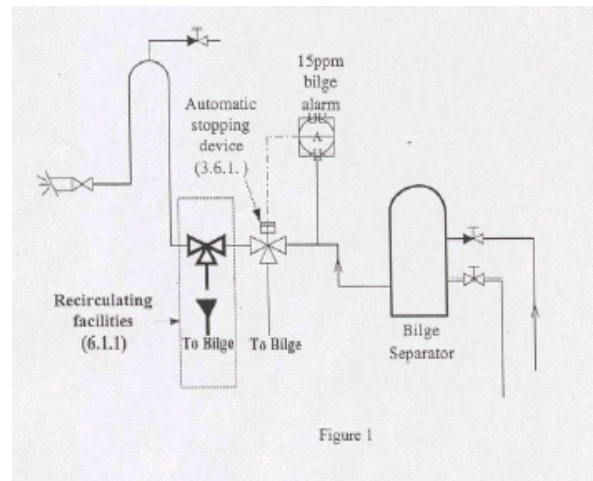 15ppm
bilge
alarm
Automatic
stopping
device
(3.6.1. )
A
Recirculating
facilities
(6.1.1)
To Bilge
To Bilge
Bilge
Separator
Figure 1